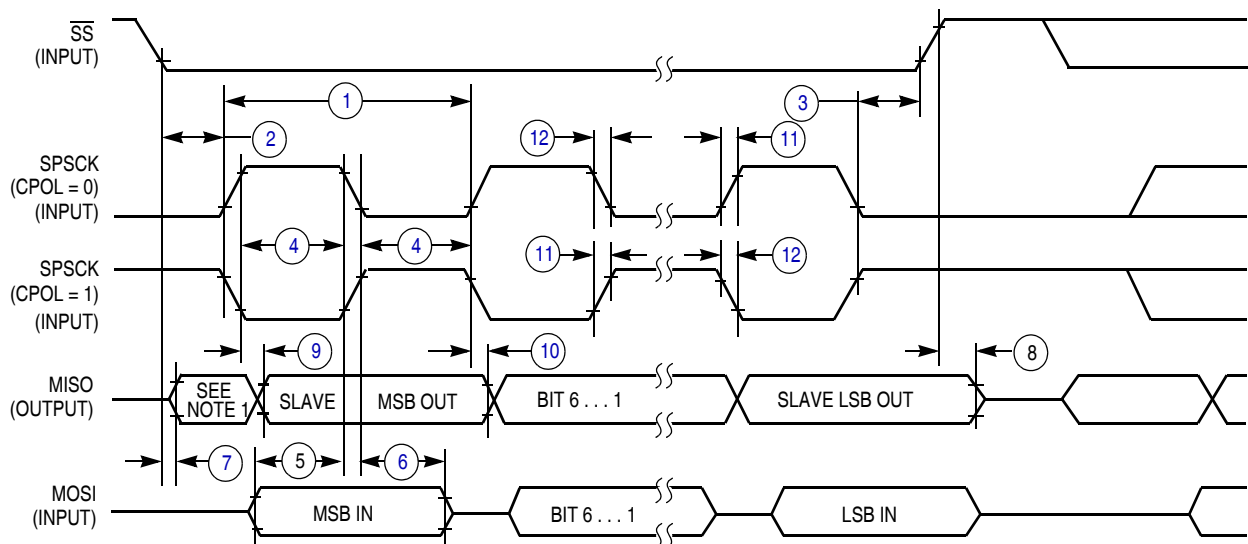 SS
(INPUT)
1
3
2
12
11
SPSCK
(CPOL = 0)
(INPUT)
4
4
11
12
SPSCK
(CPOL = 1)
(INPUT)
9
10
8
MISO
(OUTPUT)
SEE
NOTE 1
SLAVE
MSB OUT
BIT 6 . . . 1
SLAVE LSB OUT
7
5
6
MOSI
(INPUT)
MSB IN
BIT 6 . . . 1
LSB IN